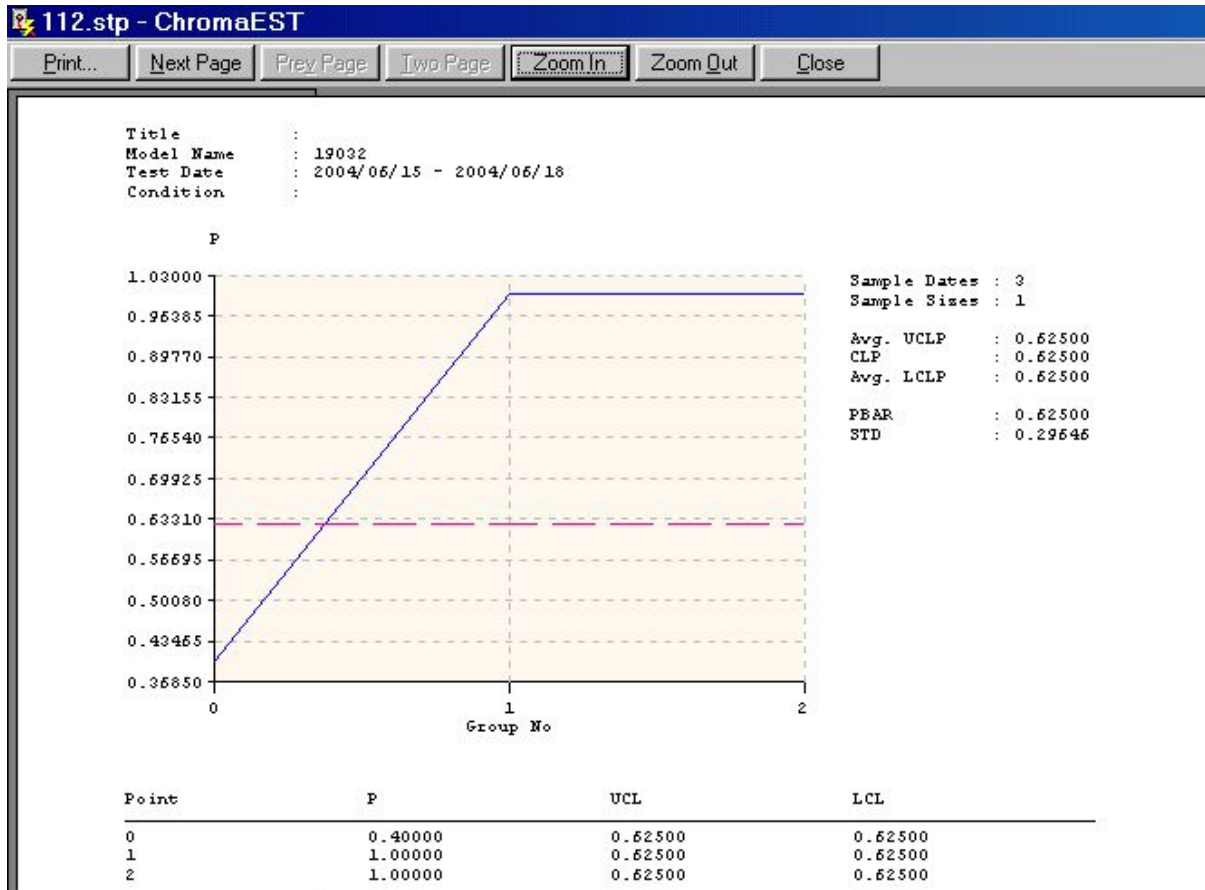 112.stp - ChromaEST
Print... Next Page Prev Page Two Page Zoom In Zoom Out Close
Title :
Model Name : 19032
Test Date : 2004/06/15 - 2004/06/18
Condition :
P
1.03000
0.96385
0.89770
0.83155
0.76540
0.69925
0.63310
0.56695
0.50080
0.43465
0.36850
0 1 2
Group No
Sample Dates : 3
Sample Sizes : 1
Avg. UCLP : 0.62500
CLP : 0.62500
Avg. LCLP : 0.62500
PBAR : 0.62500
STD : 0.29646
Point P UCL LCL
0 0.40000 0.62500 0.62500
1 1.00000 0.62500 0.62500
2 1.00000 0.62500 0.62500